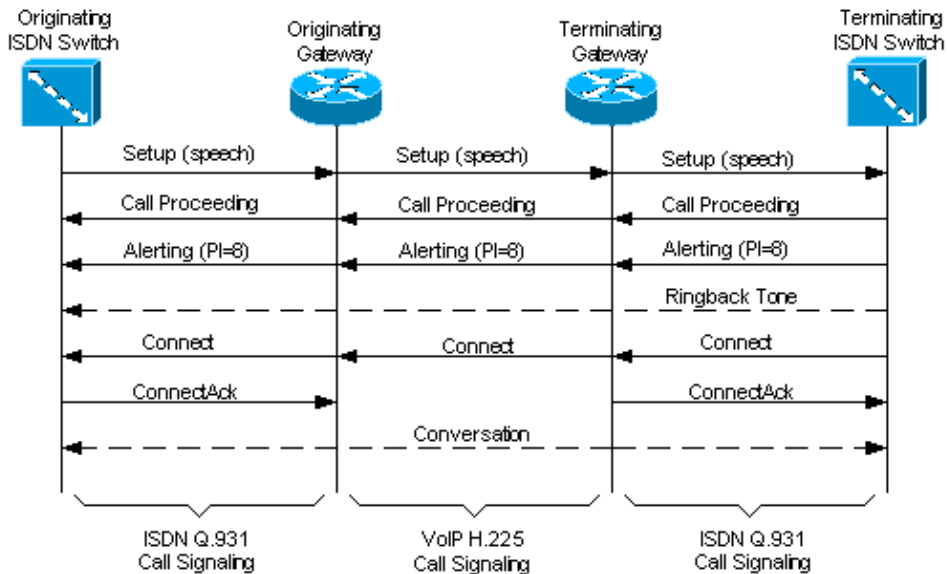 Originating
ISDN Switch
Originating
Gateway
Terminating
Gateway
Terminating
ISDN Switch
Setup (speech)
Setup (speech)
Setup (speech)
Call Proceeding
Call Proceeding
Call Proceeding
Alerting (PI=8)
Alerting (PI=8)
Alerting (PI=8)
Ringback Tone
Connect
Connect
Connect
ConnectAck
ConnectAck
Conversation
ISDN Q.931
Call Signaling
VoIP H.225
Call Signaling
ISDN Q.931
Call Signaling